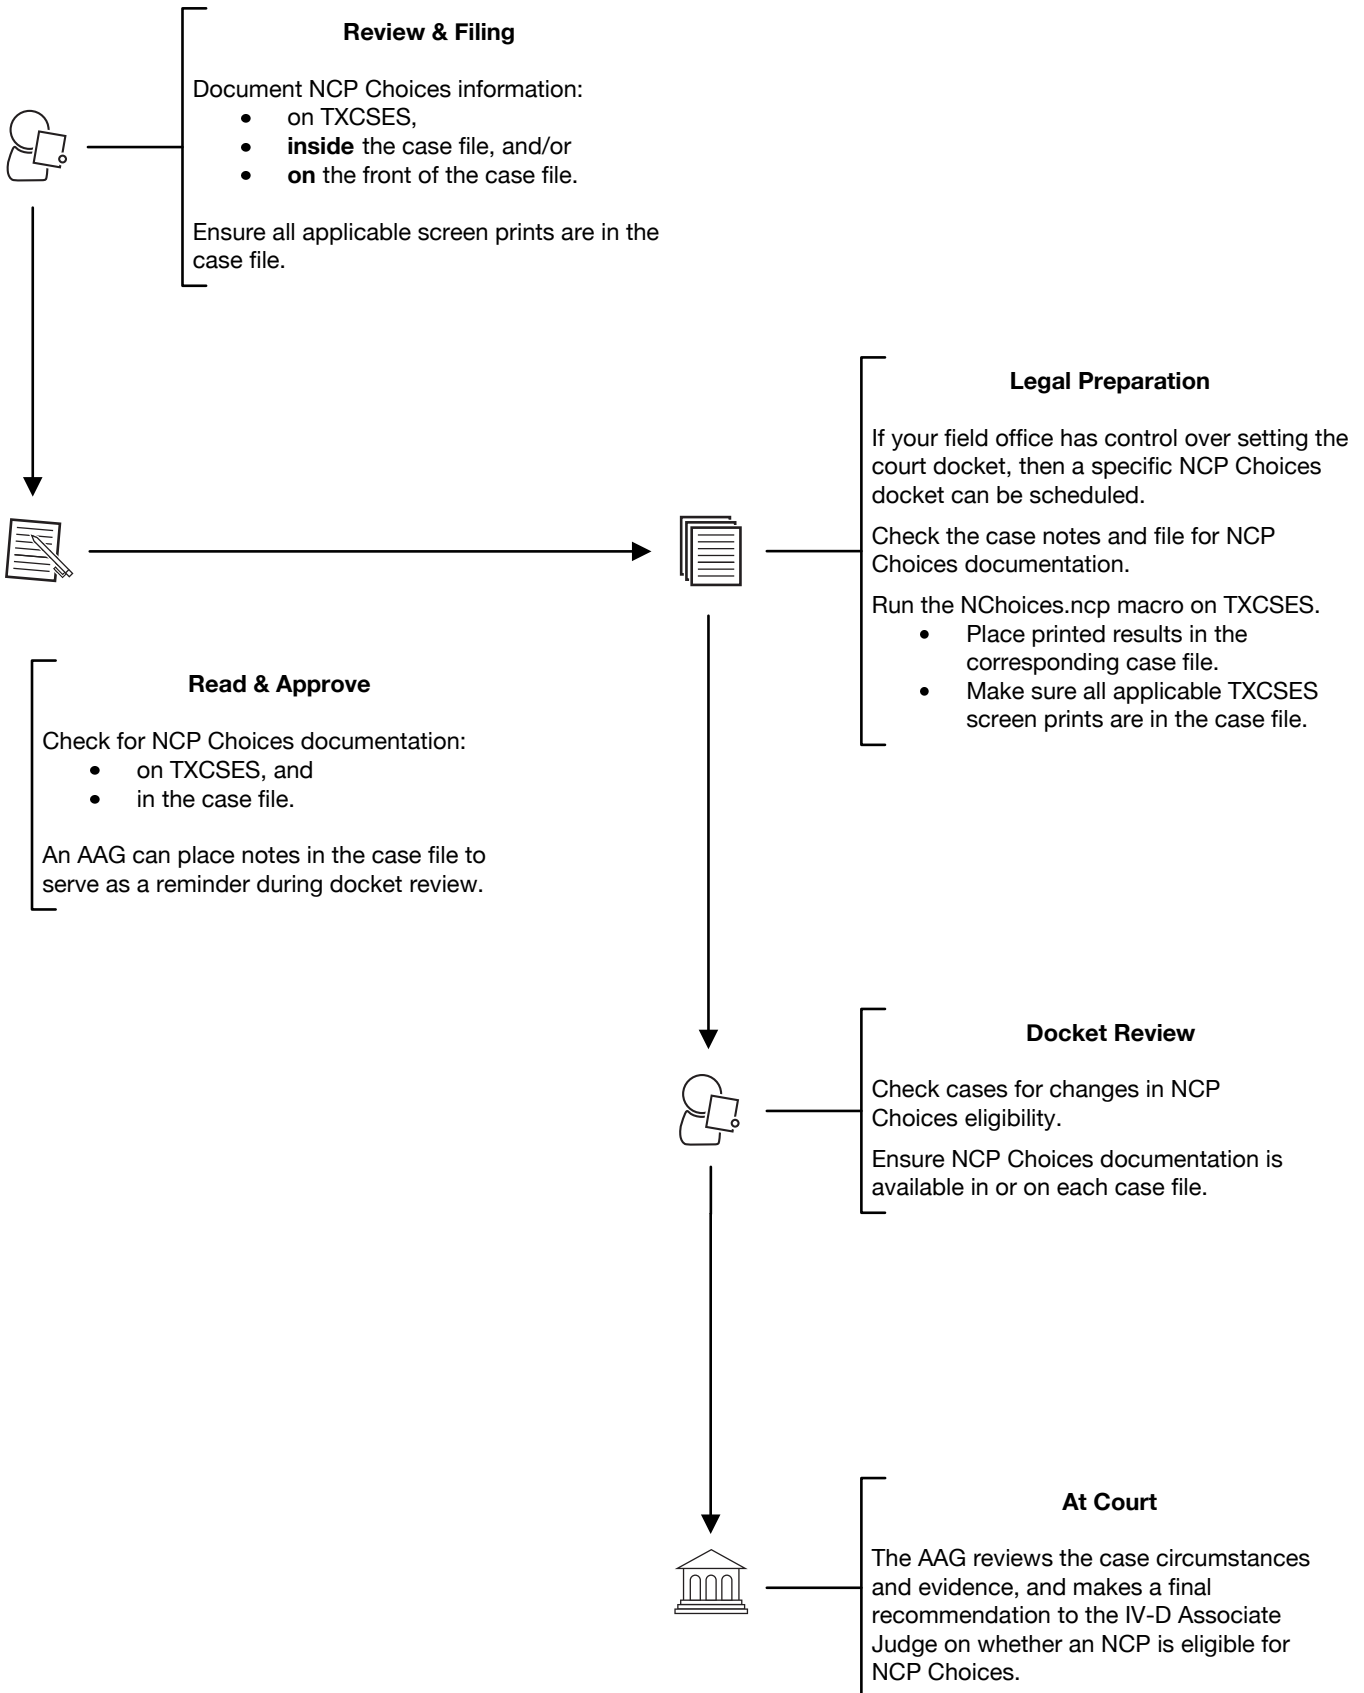 Review & Filing
Document NCP Choices information:
• on TXCSES,
• inside the case file, and/or
• on the front of the case file.
Ensure all applicable screen prints are in the
case file.
Read & Approve
Check for NCP Choices documentation:
• on TXCSES, and
• in the case file.
An AAG can place notes in the case file to
serve as a reminder during docket review.
Legal Preparation
If your field office has control over setting the
court docket, then a specific NCP Choices
docket can be scheduled.
Check the case notes and file for NCP
Choices documentation.
Run the NChoices.ncp macro on TXCSES.
• Place printed results in the
corresponding case file.
• Make sure all applicable TXCSES
screen prints are in the case file.
Docket Review
Check cases for changes in NCP
Choices eligibility.
Ensure NCP Choices documentation is
available in or on each case file.
At Court
The AAG reviews the case circumstances
and evidence, and makes a final
recommendation to the IV-D Associate
Judge on whether an NCP is eligible for
NCP Choices.